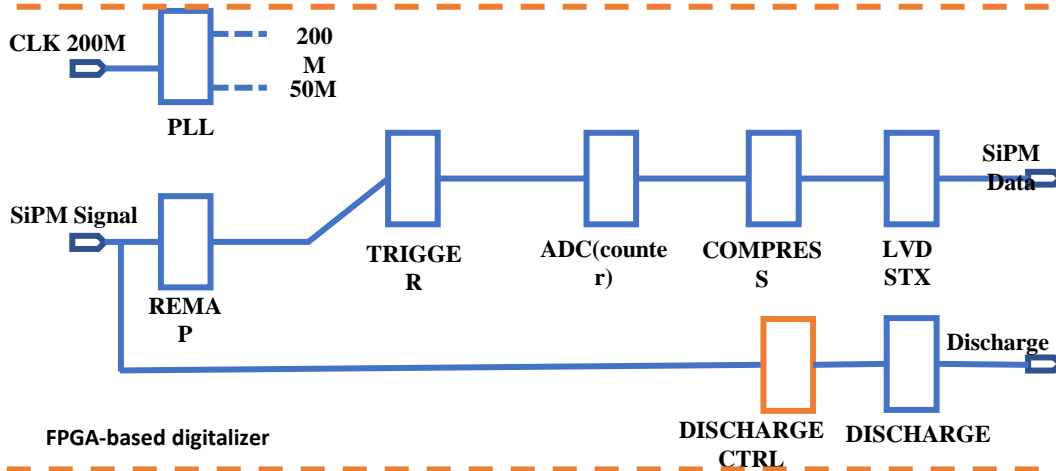 CLK 200M
200
M
50M
PLL
SiPM
Data
SiPM Signal
REMA
P
TRIGGE
R
ADC(counte
r)
COMPRES
S
LVD
STX
Discharge
DISCHARGE
CTRL
DISCHARGE
FPGA-based digitalizer